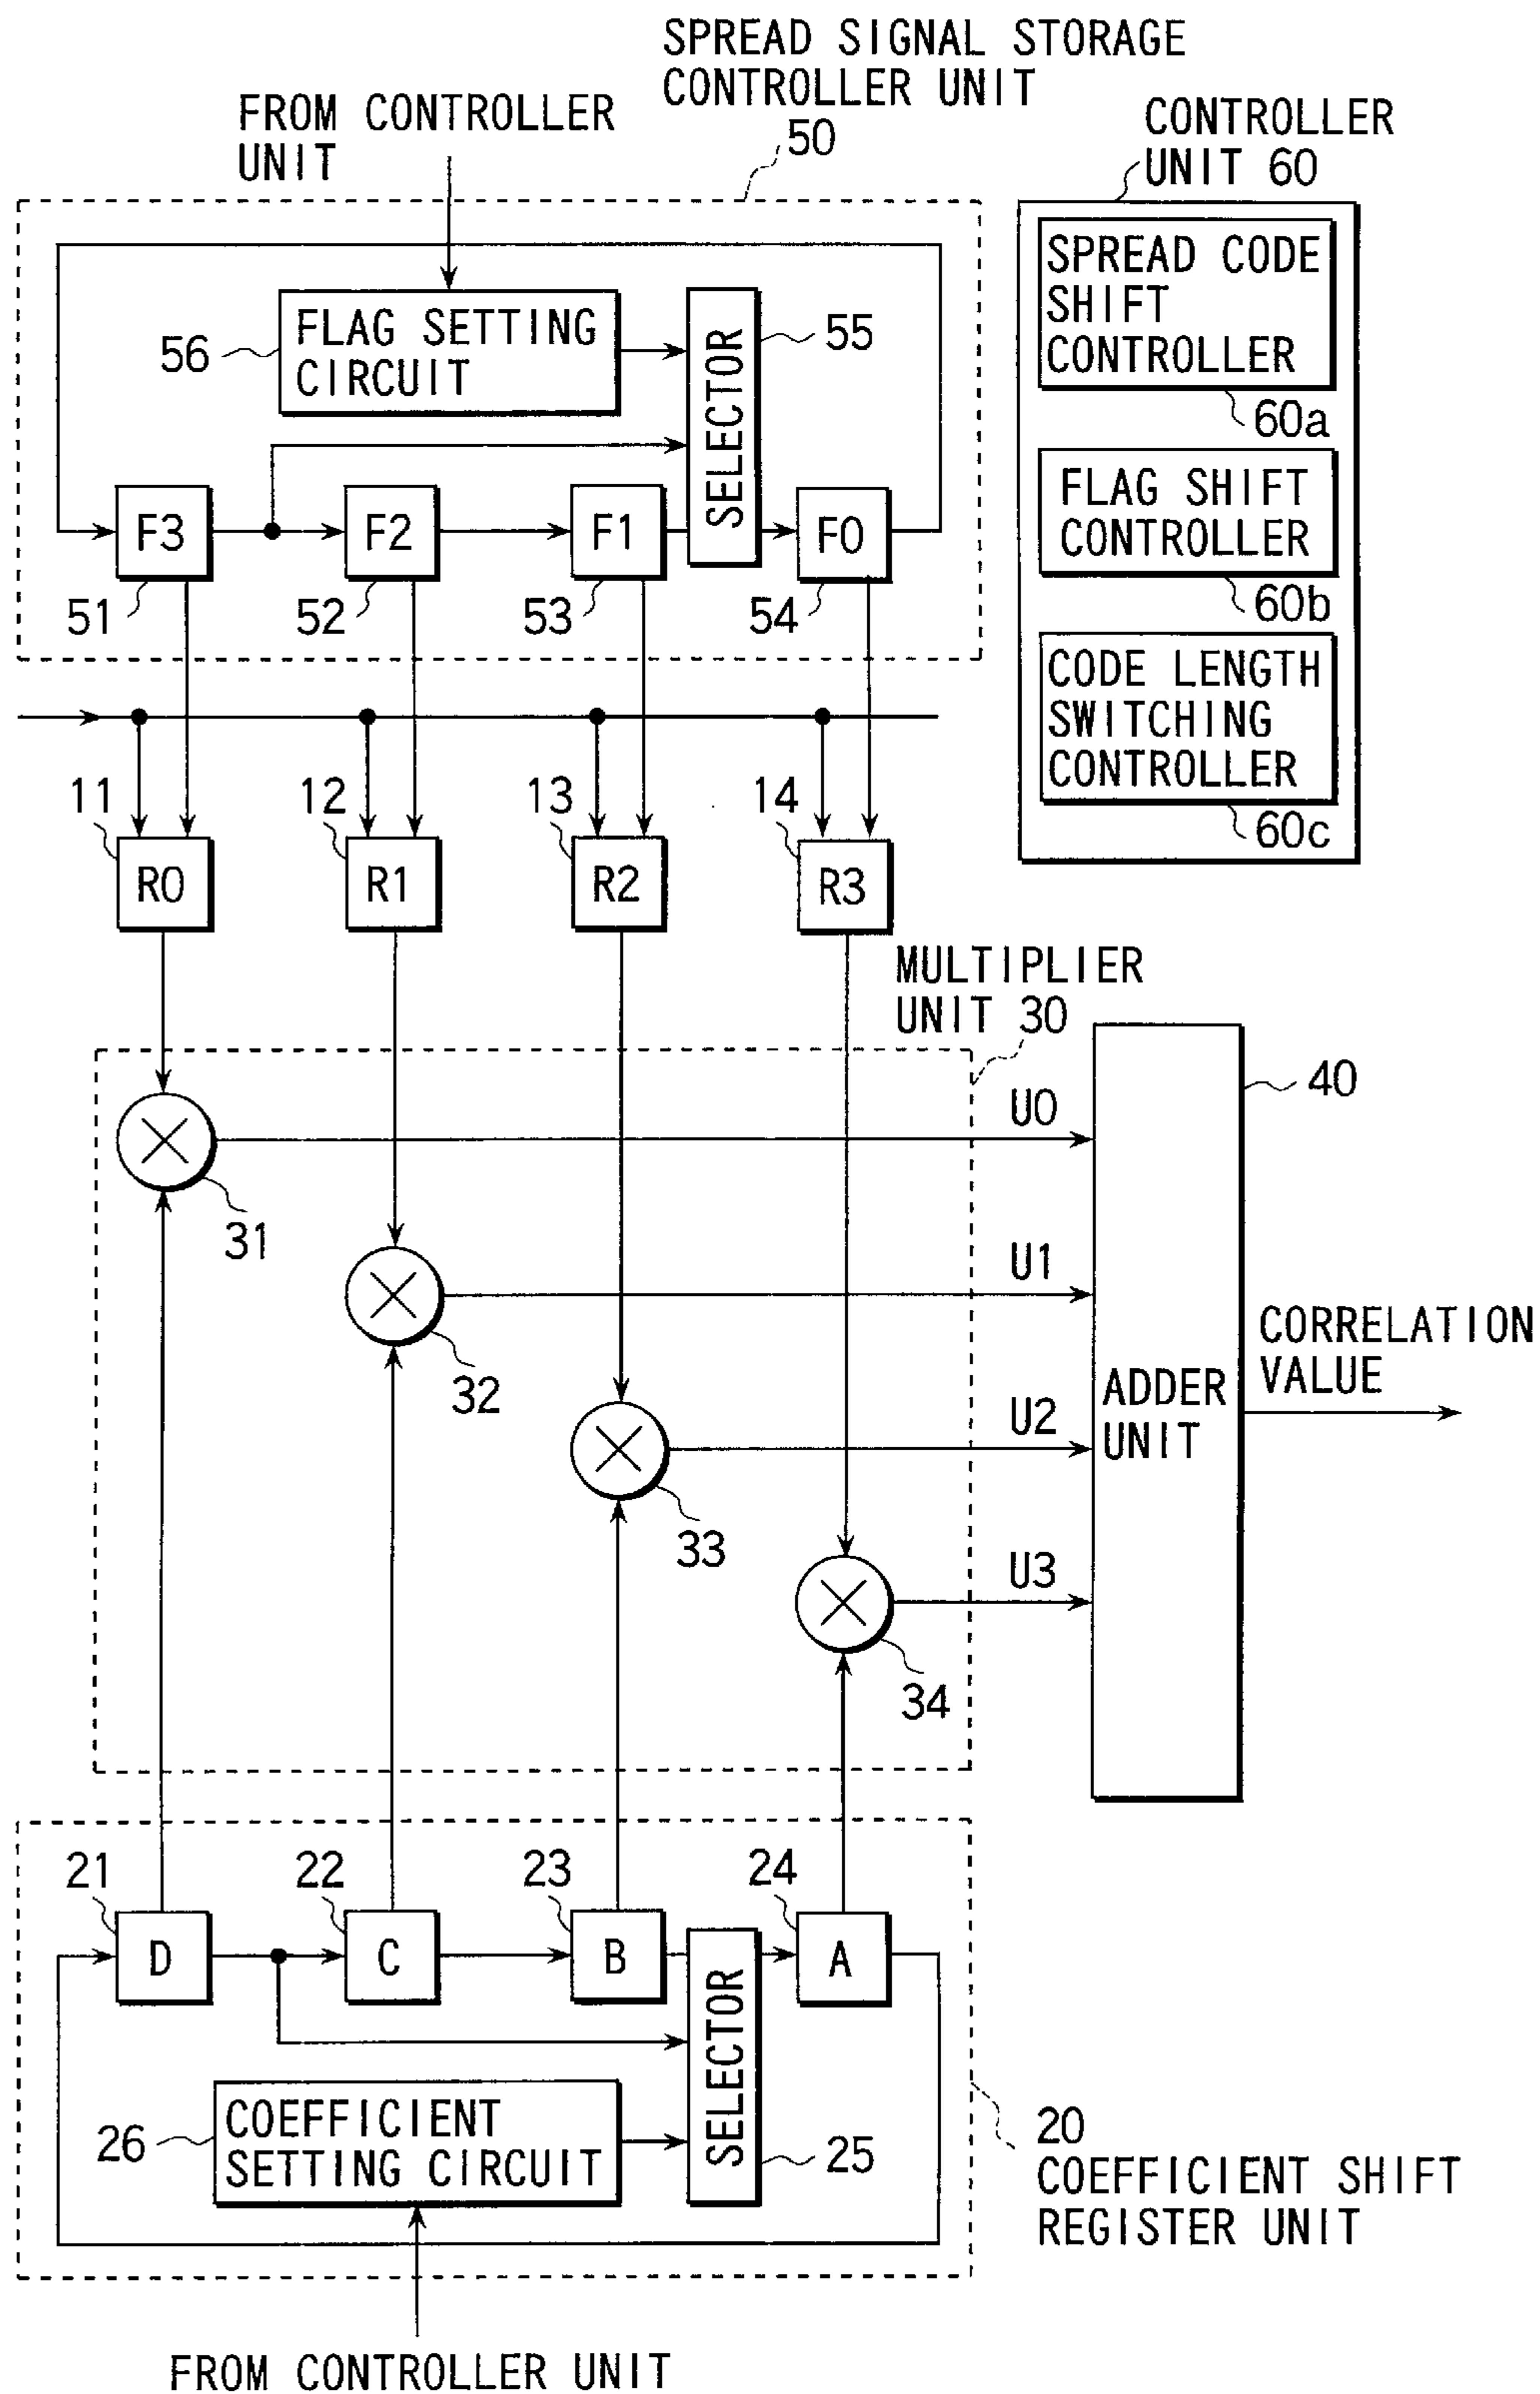 SPREAD SIGNAL STORAGE
CONTROLLER UNIT
50
FROM CONTROLLER
UNIT
CONTROLLER
UNIT 60
SPREAD CODE
SHIFT
CONTROLLER
60a
FLAG SHIFT
CONTROLLER
60b
CODE LENGTH
SWITCHING
CONTROLLER
60c
56
FLAG SETTING
CIRCUIT
SELECTOR
55
F3
F2
F1
F0
51
52
53
54
11
12
13
14
R0
R1
R2
R3
MULTIPLIER
UNIT 30
40
U0
31
U1
32
U2
33
U3
34
ADDER
UNIT
CORRELATION
VALUE
21
22
23
24
D
C
B
A
SELECTOR
25
26
COEFFICIENT
SETTING CIRCUIT
20
COEFFICIENT SHIFT
REGISTER UNIT
FROM CONTROLLER UNIT